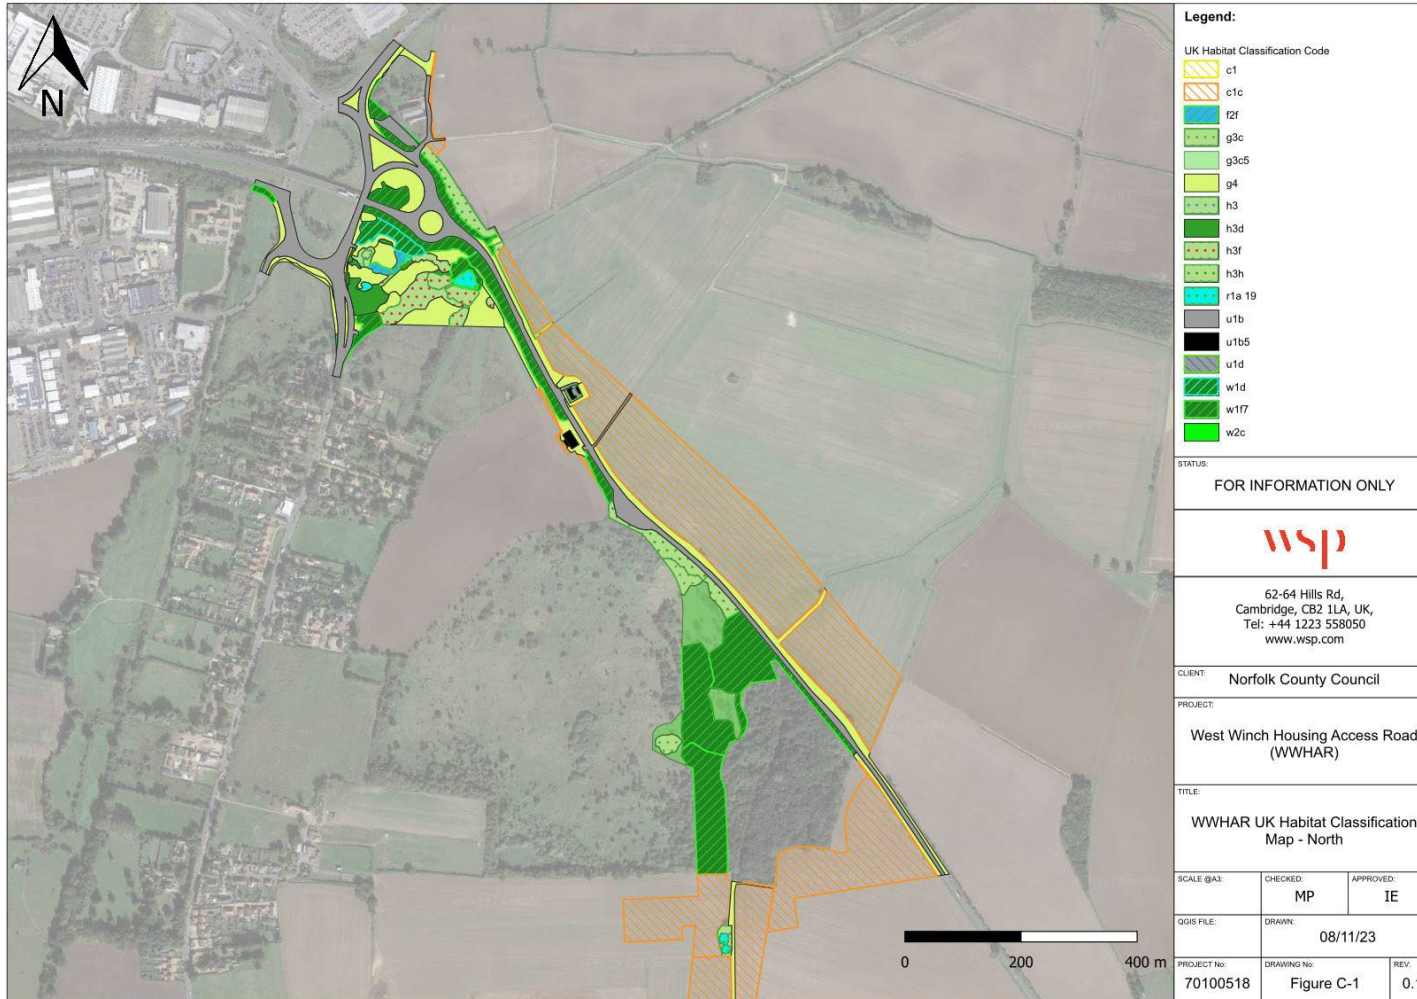 N
Legend:
UK Habitat Classification Code
c1
c1c
f2f
g3c
g3c5
g4
h3
h3d
h3f
h3h
r1a 19
u1b
u1b5
u1d
w1d
w1f7
w2c
STATUS:
FOR INFORMATION ONLY
wsp
62-64 Hills Rd,
Cambridge, CB2 1LA, UK,
Tel: +44 1223 558050
www.wsp.com
CLIENT: Norfolk County Council
PROJECT:
West Winch Housing Access Road
(WWHAR)
TITLE:
WWHAR UK Habitat Classification
Map - North
SCALE @A3: CHECKED: APPROVED:
MP IE
QGIS FILE: DRAWN:
08/11/23
PROJECT No: DRAWING No: REV:
70100518 Figure C-1 0.
0 200 400 m